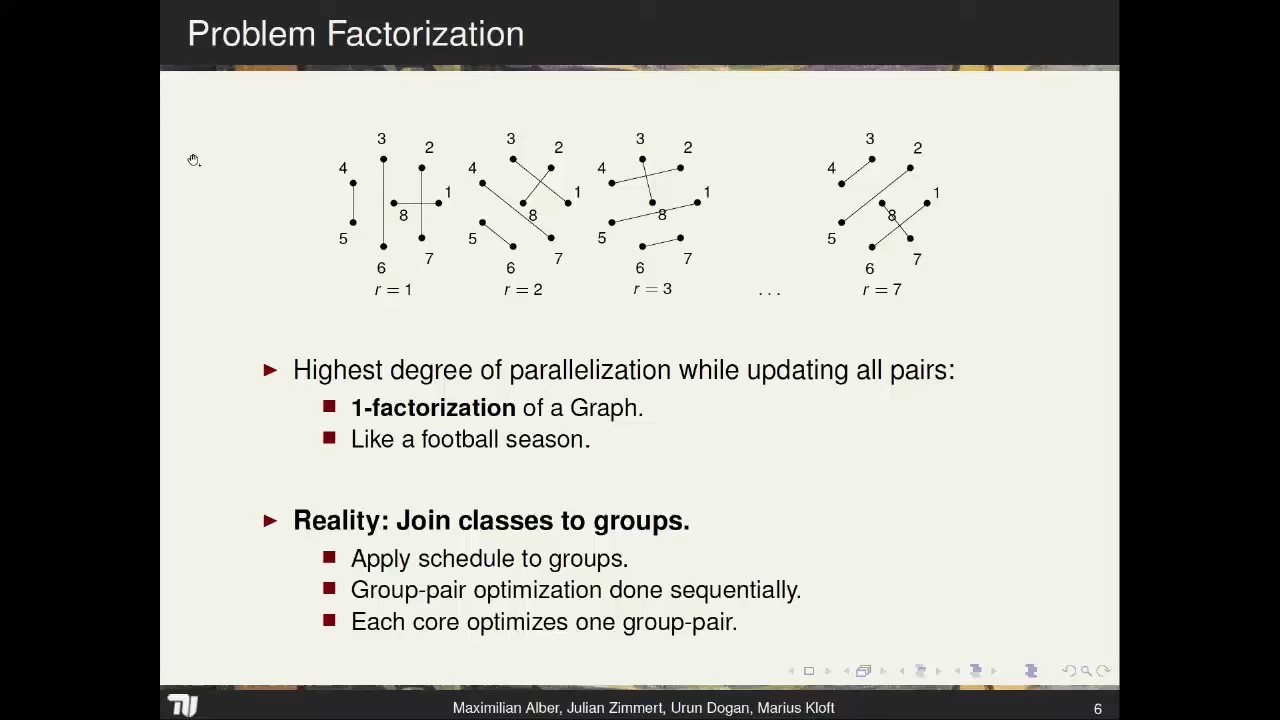 Problem Factorization
3 2 4 1 8 5 7 6
r = 1
3 2 4 1 8 5 7 6
r = 2
3 2 4 1 8 5 7 6
r = 3
...
3 2 4 1 8 5 7 6
r = 7
Highest degree of parallelization while updating all pairs:
1-factorization of a Graph.
Like a football season.
Reality: Join classes to groups.
Apply schedule to groups.
Group-pair optimization done sequentially.
Each core optimizes one group-pair.
Maximilian Alber, Julian Zimmert, Urun Dogan, Marius Kloft
6